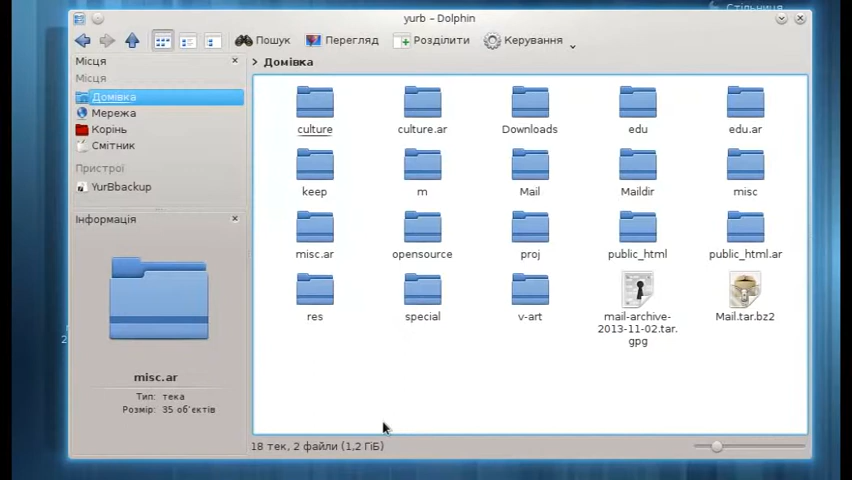 Стільниця
yurb – Dolphin
Пошук
Перегляд
Розділити
Керування
Місця
Місця
Домівка
Мережа
Корінь
Смітник
Пристрої
YurBbackup
Інформація
misc.ar
Тип: тека
Розмір: 35 об'єктів
> Домівка
culture
culture.ar
Downloads
edu
edu.ar
keep
m
Mail
Maildir
misc
misc.ar
opensource
proj
public_html
public_html.ar
res
special
v-art
mail-archive-
2013-11-02.tar.
gpg
Mail.tar.bz2
18 тек, 2 файли (1,2 ГіБ)